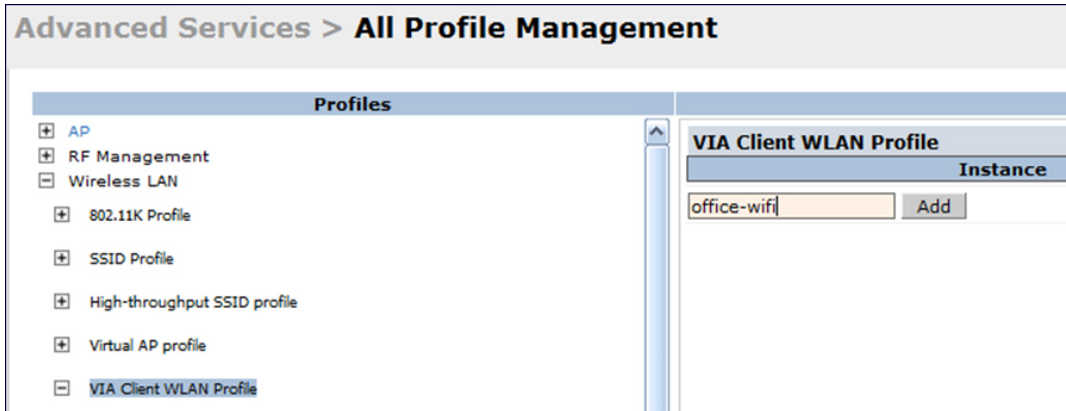 Advanced Services > All Profile Management
Profiles
AP
RF Management
Wireless LAN
802.11K Profile
SSID Profile
High-throughput SSID profile
Virtual AP profile
VIA Client WLAN Profile
VIA Client WLAN Profile
Instance
office-wifi Add